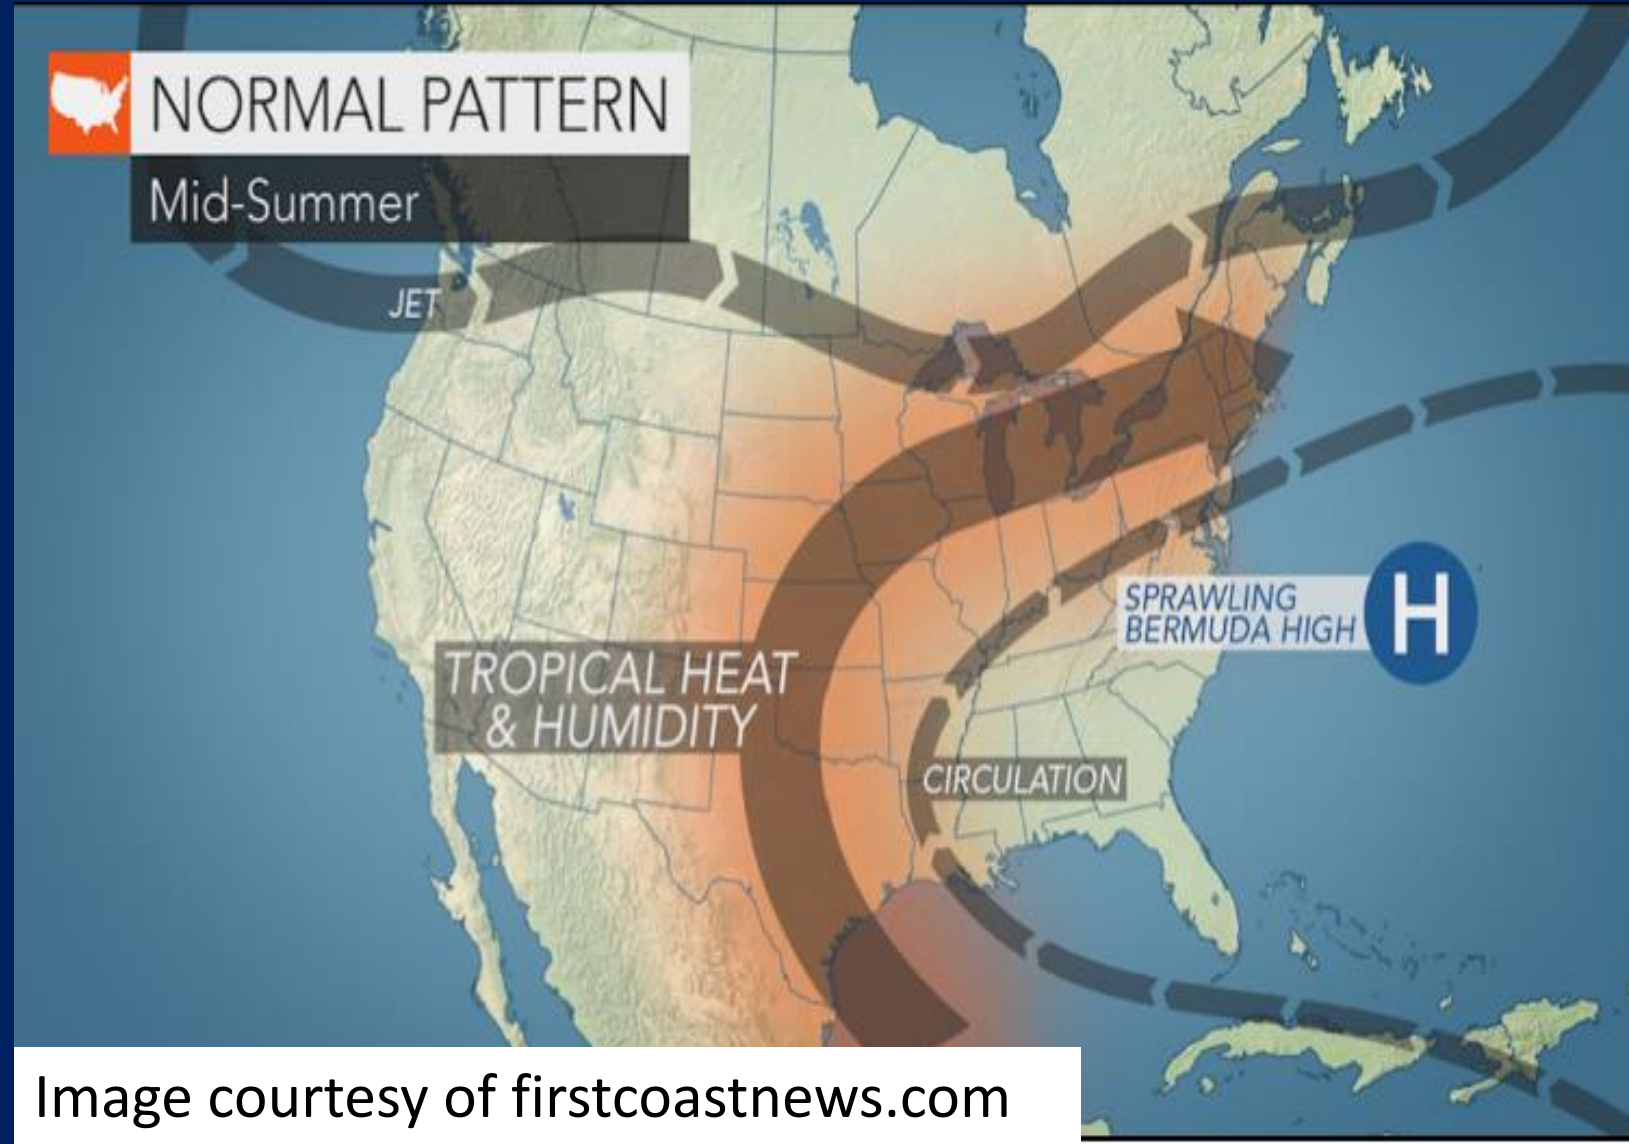 NORMAL PATTERN
Mid-Summer
JET
SPRAWLING
BERMUDA HIGH
H
TROPICAL HEAT
& HUMIDITY
CIRCULATION
Image courtesy of firstcoastnews.com